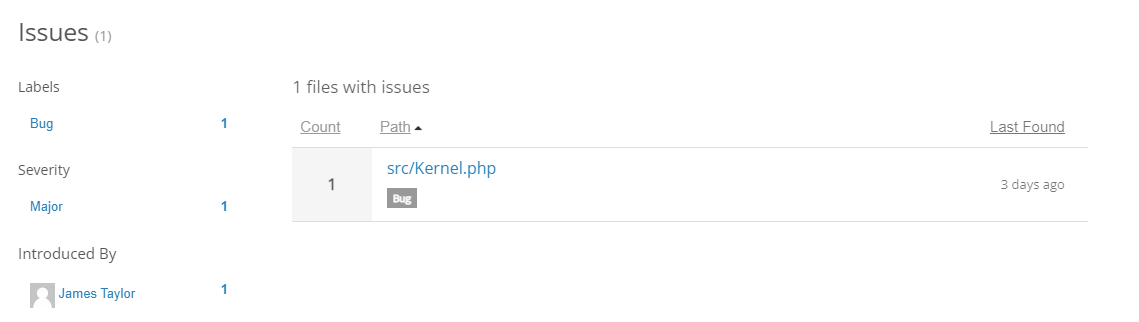 Issues (1)
Labels
Bug 1
Severity
Major 1
Introduced By
James Taylor 1
1 files with issues
Count Path Last Found
1 src/Kernel.php 3 days ago
Bug